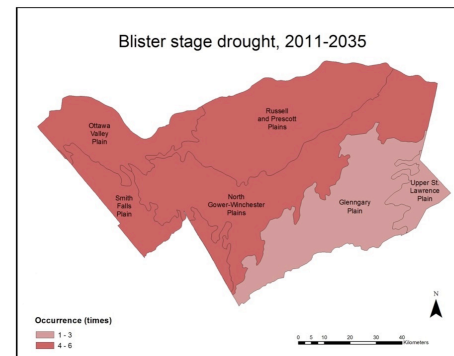 Blister stage drought, 2011-2035
Ottawa
Valley
Plain
Russell
and Prescott
Plains
Smith
Falls
Plain
North
Gower-Winchester
Plains
Glenngary
Plain
Upper St.
Lawrence
Plain
N
Occurrence (times)
1 - 3
4 - 6
0 5 10 20 30 40
Kilometers